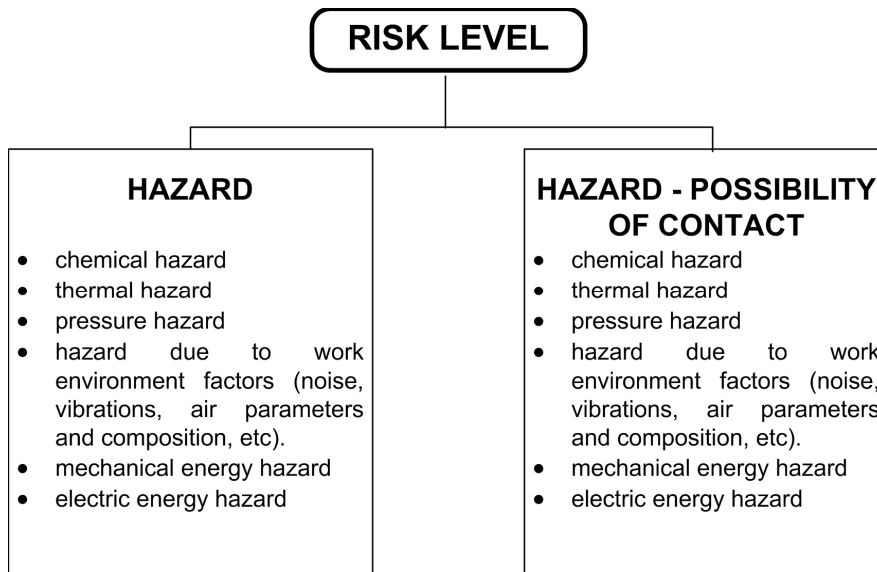 RISK LEVEL
HAZARD
• chemical hazard
• thermal hazard
• pressure hazard
• hazard due to work
environment factors (noise,
vibrations, air parameters
and composition, etc).
• mechanical energy hazard
• electric energy hazard
HAZARD - POSSIBILITY
OF CONTACT
• chemical hazard
• thermal hazard
• pressure hazard
• hazard due to work
environment factors (noise,
vibrations, air parameters
and composition, etc).
• mechanical energy hazard
• electric energy hazard